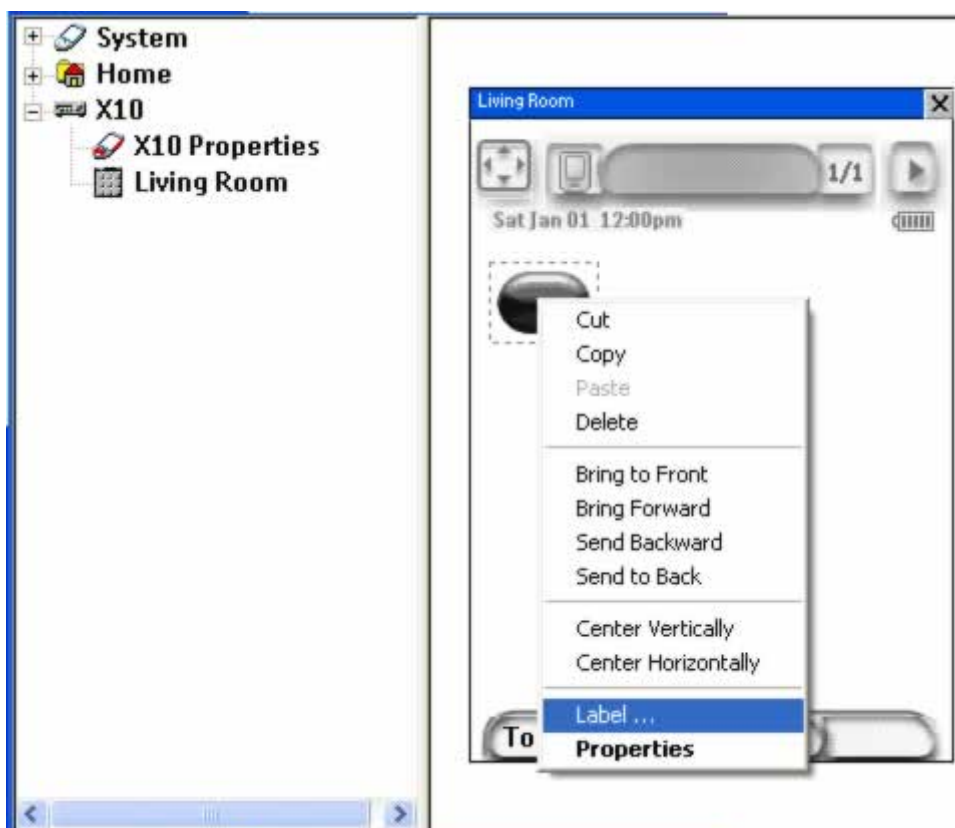 System
Home
X10
X10 Properties
Living Room
Living Room
1/1
Sat Jan 01 12:00pm
Cut
Copy
Paste
Delete
Bring to Front
Bring Forward
Send Backward
Send to Back
Center Vertically
Center Horizontally
Label ...
To
Properties